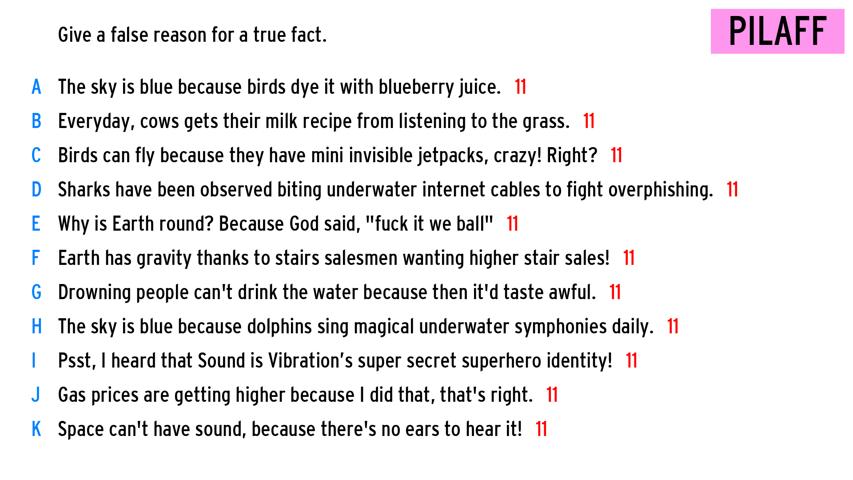 Give a false reason for a true fact.
PILAFF
A The sky is blue because birds dye it with blueberry juice. 11
B Everyday, cows gets their milk recipe from listening to the grass. 11
C Birds can fly because they have mini invisible jetpacks, crazy! Right? 11
D Sharks have been observed biting underwater internet cables to fight overphishing. 11
E Why is Earth round? Because God said, "fuck it we ball" 11
F Earth has gravity thanks to stairs salesmen wanting higher stair sales! 11
G Drowning people can't drink the water because then it'd taste awful. 11
H The sky is blue because dolphins sing magical underwater symphonies daily. 11
I Psst, I heard that Sound is Vibration’s super secret superhero identity! 11
J Gas prices are getting higher because I did that, that's right. 11
K Space can't have sound, because there's no ears to hear it! 11